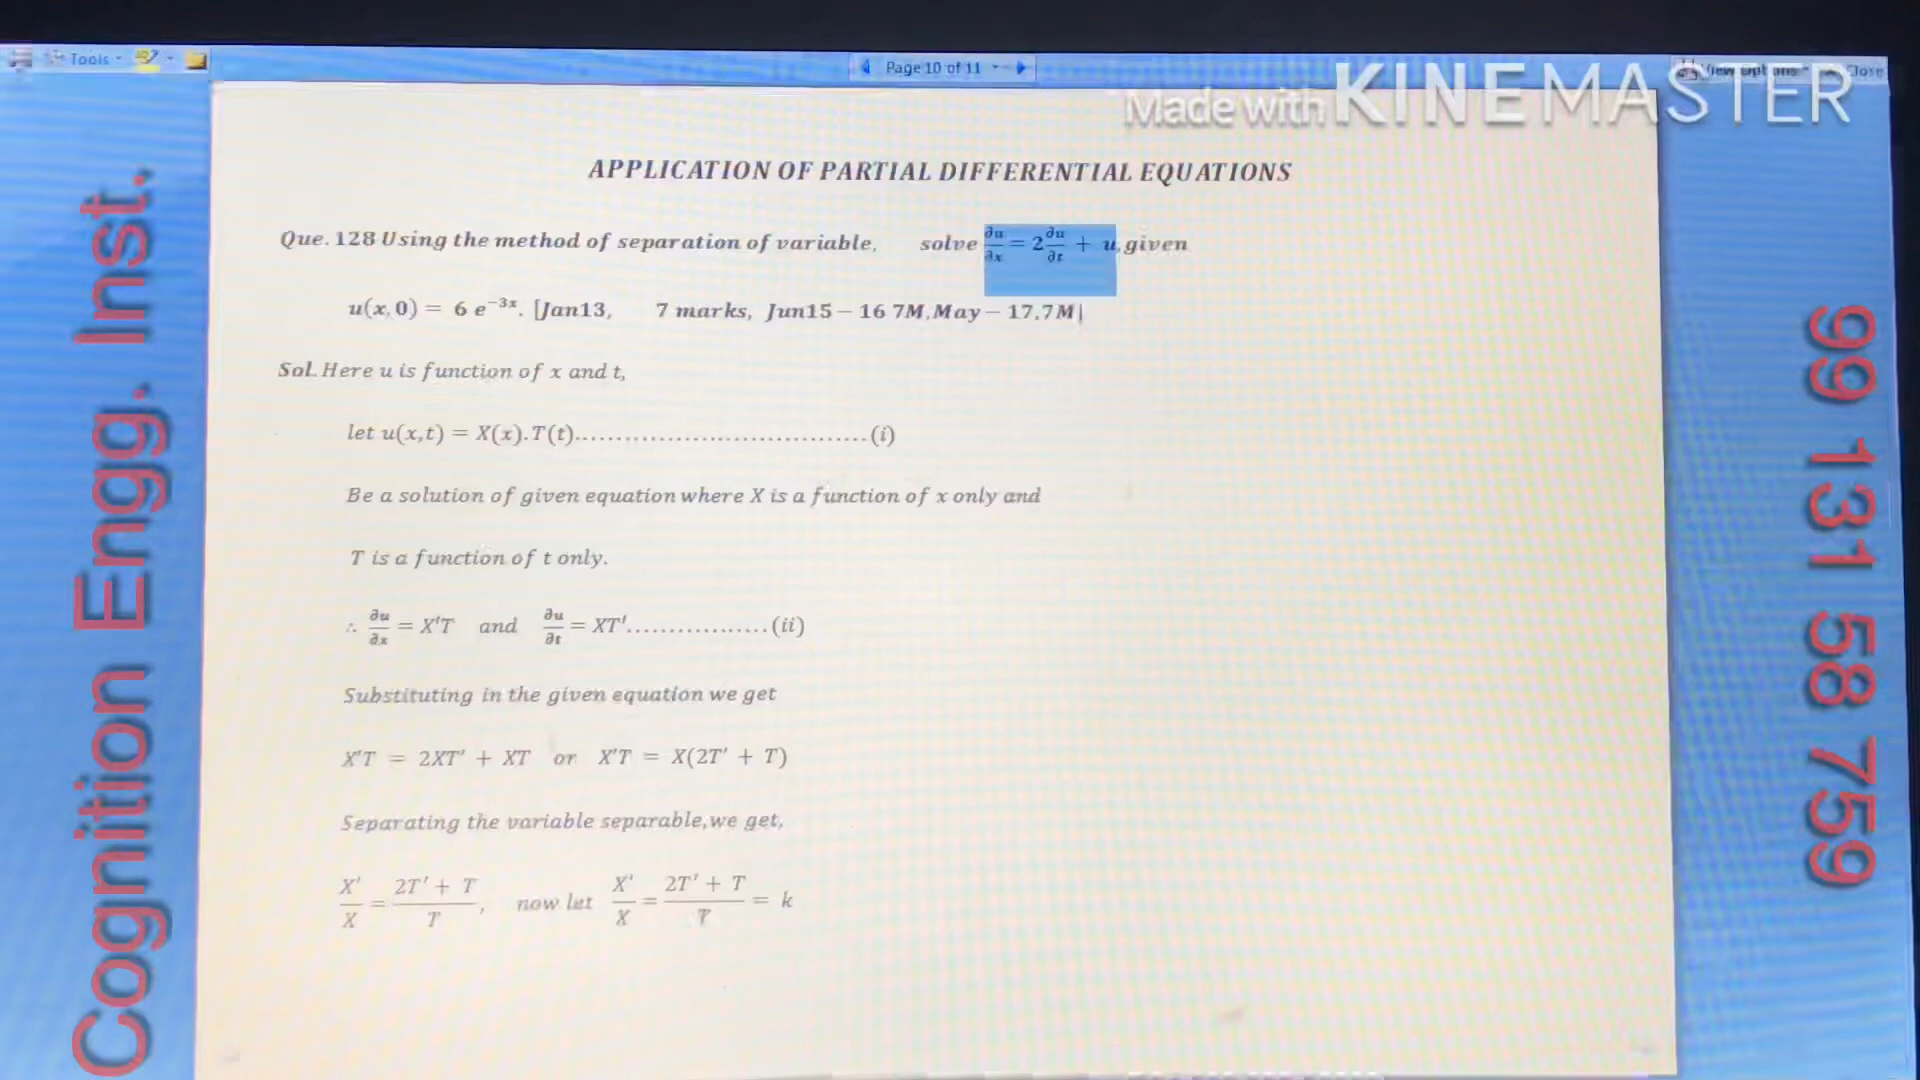 Tools
Page 10 of 11
View Options
Close
Made with KINEMASTER
APPLICATION OF PARTIAL DIFFERENTIAL EQUATIONS
Que. 128 Using the method of separation of variable, solve ∂u/∂x = 2 ∂u/∂t + u, given
u(x, 0) = 6 e^{-3x}. [Jan13, 7 marks, Jun15 – 16 7M, May – 17, 7M]
Sol. Here u is function of x and t,
let u(x,t) = X(x).T(t)...................................(i)
Be a solution of given equation where X is a function of x only and
T is a function of t only.
∴ ∂u/∂x = X'T and ∂u/∂t = XT'.................(ii)
Substituting in the given equation we get
X'T = 2XT' + XT or X'T = X(2T' + T)
Separating the variable separable, we get,
X'/X = (2T' + T)/T, now let X'/X = (2T' + T)/T = k
Cognition Engg. Inst.
99 131 58 759